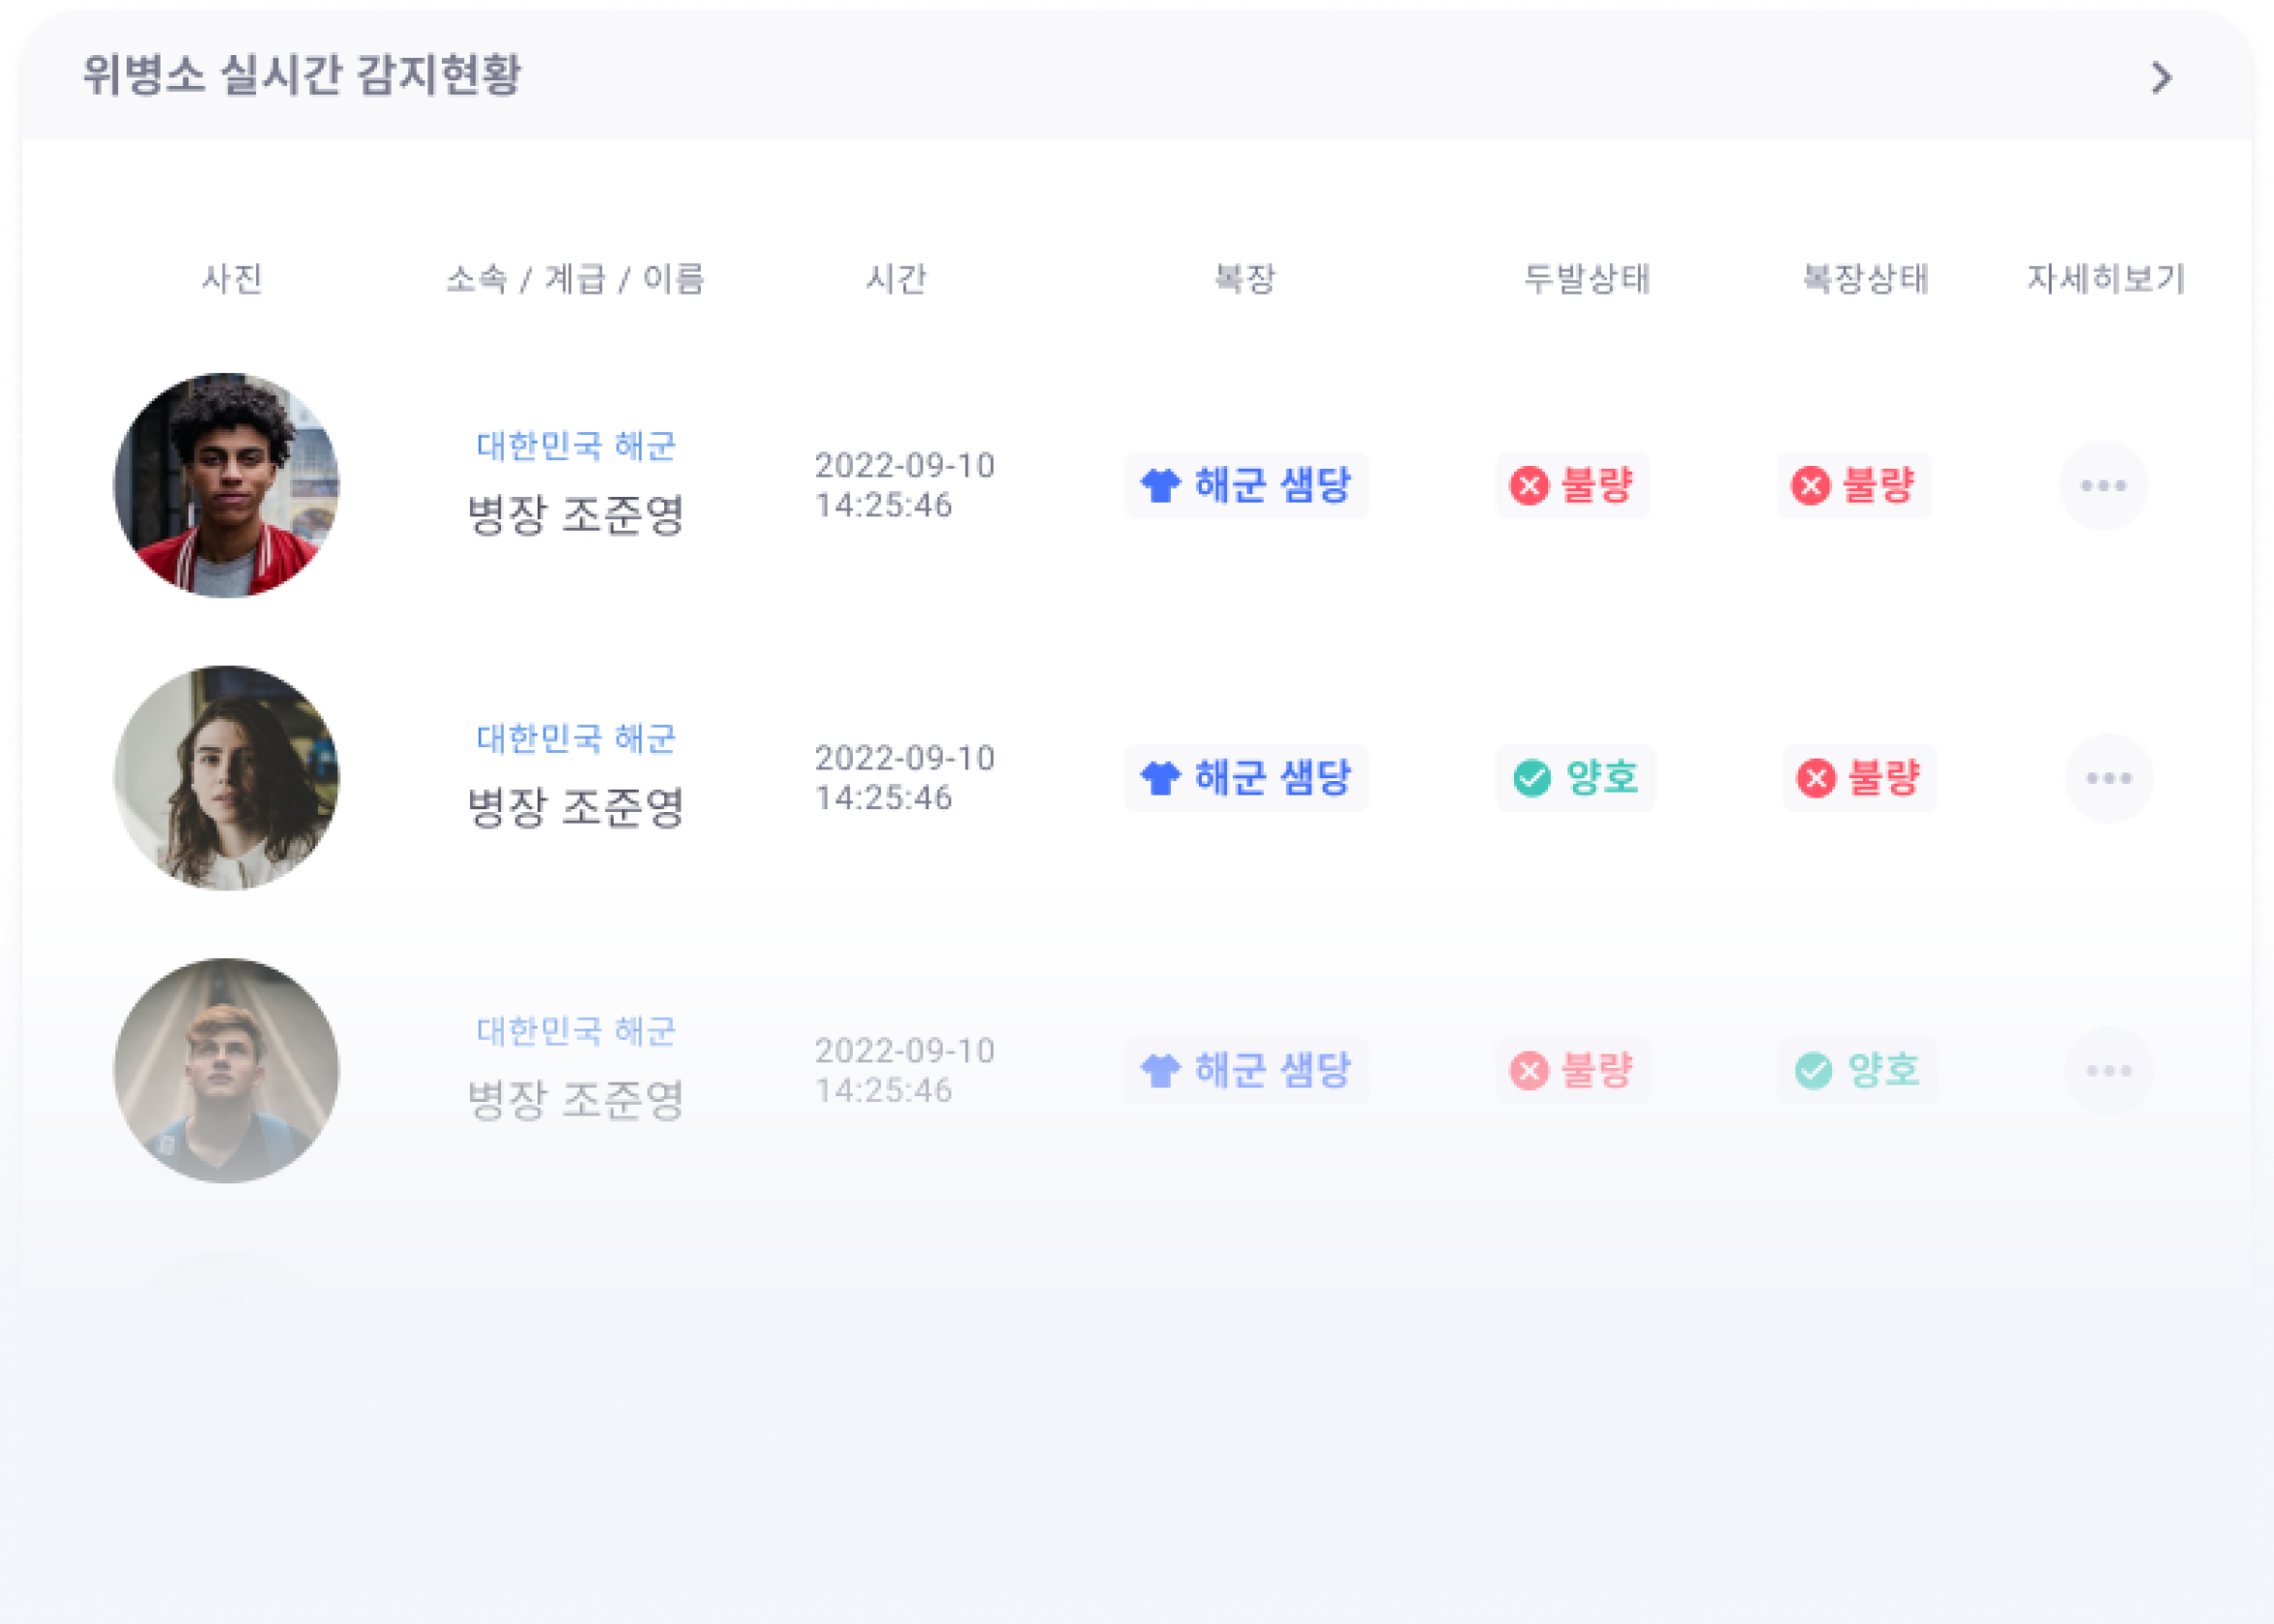 위병소 실시간 감지현황
사진 소속 / 계급 / 이름 시간 복장 두발상태 복장상태 자세히보기
대한민국 해군
병장 조준영
2022-09-10
14:25:46
해군 샘당
불량
불량
대한민국 해군
병장 조준영
2022-09-10
14:25:46
해군 샘당
양호
불량
대한민국 해군
병장 조준영
2022-09-10
14:25:46
해군 샘당
불량
양호